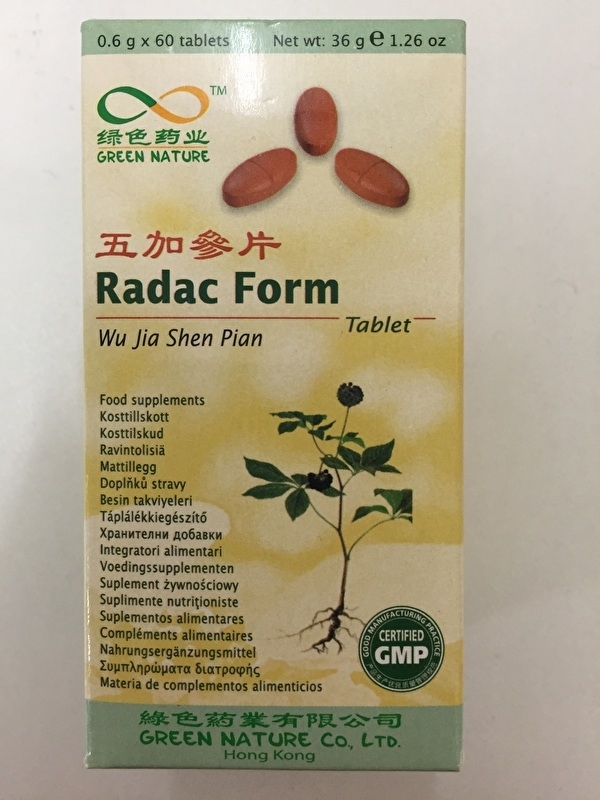 0.6 g x 60 tablets Net wt: 36 g ℮ 1.26 oz
TM
绿色药业
GREEN NATURE
五加參片
Radac Form
Tablet
Wu Jia Shen Pian
Food supplements
Kosttillskott
Kosttilskud
Ravintolisiä
Mattillegg
Doplňků stravy
Besin takviyeleri
Táplálékkiegészítő
Хранителни добавки
Integratori alimentari
Voedingssupplementen
Suplement żywnościowy
Suplimente nutriţioniste
Suplementos alimentares
Compléments alimentaires
Nahrungsergänzungsmittel
Συμπληρώματα διατροφής
Materia de complementos alimenticios
GOOD MANUFACTURING PRACTICE
CERTIFIED
GMP
綠色藥業有限公司
GREEN NATURE CO., LTD.
Hong Kong